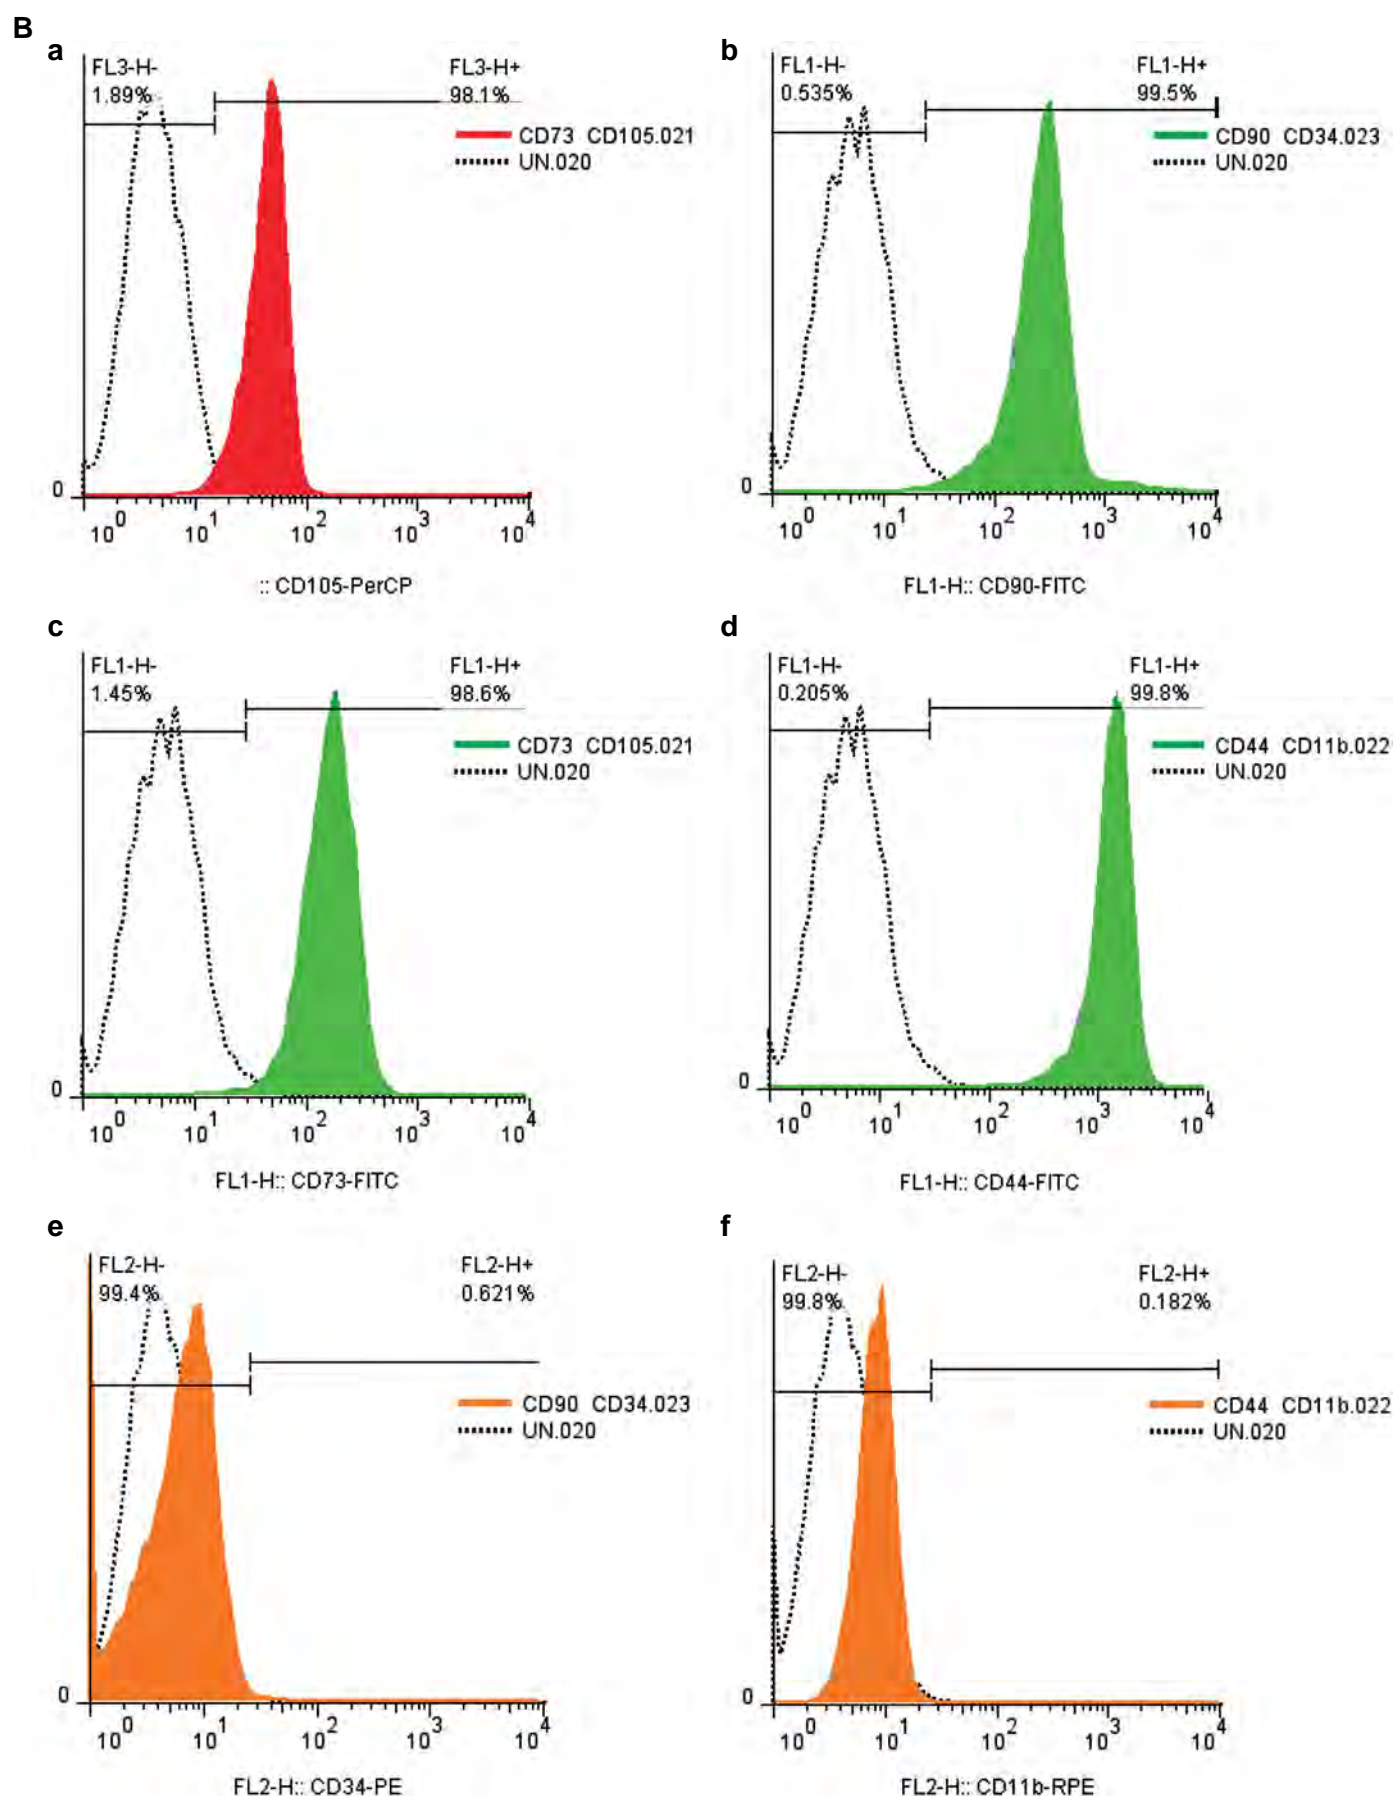 B
a
FL3-H-
1.89%
FL3-H+
98.1%
CD73 CD105.021
UN.020
0
10^0 10^1 10^2 10^3 10^4
:: CD105-PerCP
b
FL1-H-
0.535%
FL1-H+
99.5%
CD90 CD34.023
UN.020
0
10^0 10^1 10^2 10^3 10^4
FL1-H:: CD90-FITC
c
FL1-H-
1.45%
FL1-H+
98.6%
CD73 CD105.021
UN.020
0
10^0 10^1 10^2 10^3 10^4
FL1-H:: CD73-FITC
d
FL1-H-
0.205%
FL1-H+
99.8%
CD44 CD11b.022
UN.020
0
10^0 10^1 10^2 10^3 10^4
FL1-H:: CD44-FITC
e
FL2-H-
99.4%
FL2-H+
0.621%
CD90 CD34.023
UN.020
0
10^0 10^1 10^2 10^3 10^4
FL2-H:: CD34-PE
f
FL2-H-
99.8%
FL2-H+
0.182%
CD44 CD11b.022
UN.020
0
10^0 10^1 10^2 10^3 10^4
FL2-H:: CD11b-RPE